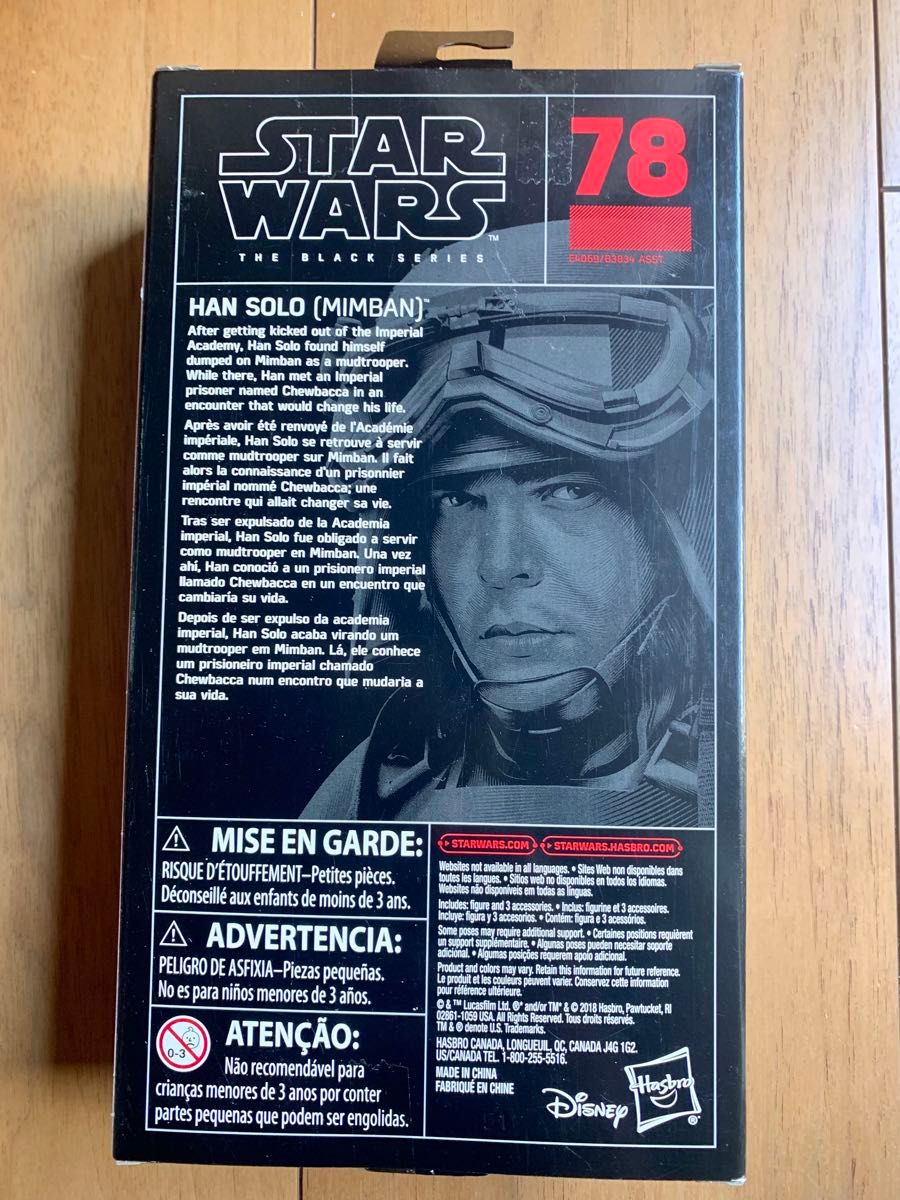 STAR
WARS
™
THE BLACK SERIES
78
E4069/B3834 ASST.
HAN SOLO (MIMBAN)™
After getting kicked out of the Imperial
Academy, Han Solo found himself
dumped on Mimban as a mudtrooper.
While there, Han met an Imperial
prisoner named Chewbacca in an
encounter that would change his life.
Après avoir été renvoyé de l'Académie
impériale, Han Solo se retrouve à servir
comme mudtrooper sur Mimban. Il fait
alors la connaissance d'un prisonnier
impérial nommé Chewbacca; une
rencontre qui allait changer sa vie.
Tras ser expulsado de la Academia
imperial, Han Solo fue obligado a servir
como mudtrooper en Mimban. Una vez
ahí, Han conoció a un prisionero imperial
llamado Chewbacca en un encuentro que
cambiaría su vida.
Depois de ser expulso da academia
imperial, Han Solo acaba virando um
mudtrooper em Mimban. Lá, ele conhece
um prisioneiro imperial chamado
Chewbacca num encontro que mudaria a
sua vida.
MISE EN GARDE:
RISQUE D'ÉTOUFFEMENT—Petites pièces.
Déconseillé aux enfants de moins de 3 ans.
ADVERTENCIA:
PELIGRO DE ASFIXIA—Piezas pequeñas.
No es para niños menores de 3 años.
0-3
ATENÇÃO:
Não recomendável para
crianças menores de 3 anos por conter
partes pequenas que podem ser engolidas.
STARWARS.COM
STARWARS.HASBRO.COM
Websites not available in all languages. • Sites Web non disponibles dans
toutes les langues. • Sitios web no disponibles en todos los idiomas.
Websites não disponíveis em todas as línguas.
Includes: figure and 3 accessories. • Inclus: figurine et 3 accessoires.
Incluye: figura y 3 accesorios. • Contém: figura e 3 acessórios.
Some poses may require additional support. • Certaines positions requièrent
un support supplémentaire. • Algunas poses pueden necesitar soporte
adicional. • Algumas posições requerem apoio adicional.
Product and colors may vary. Retain this information for future reference.
Le produit et les couleurs peuvent varier. Conservez cette information
pour référence ultérieure.
© & ™ Lucasfilm Ltd. ®* and/or TM* & © 2018 Hasbro, Pawtucket, RI
02861-1059 USA. All Rights Reserved. Tous droits réservés.
TM & ® denote U.S. Trademarks.
HASBRO CANADA, LONGUEUIL, QC, CANADA J4G 1G2.
US/CANADA TEL. 1-800-255-5516.
MADE IN CHINA
FABRIQUÉ EN CHINE
Disney
Hasbro
®